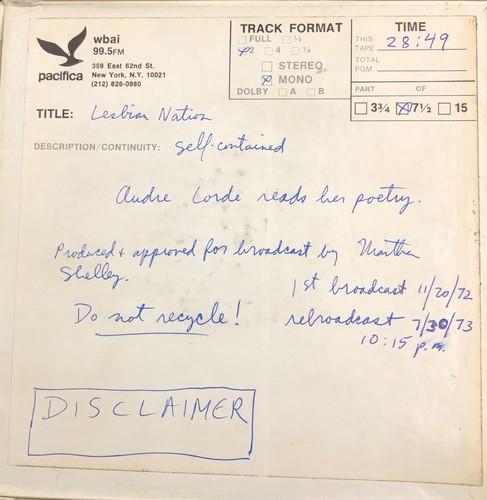 wbai
99.5FM
359 East 62nd St.
New York, N.Y. 10021
(212) 826-0880
pacifica
TRACK FORMAT
FULL ½
2 4 ¼
STEREO
MONO
DOLBY A B
TIME
THIS TAPE 28:49
TOTAL PGM
PART OF
3¾ 7½ 15
TITLE: Lesbian Nation
DESCRIPTION/CONTINUITY: self-contained
Audre Lorde reads her poetry.
Produced + approved for broadcast by Martha
Shelley.
1st broadcast 11/20/72
Do not recycle! rebroadcast 7/30/73
10:15 p.m.
DISCLAIMER